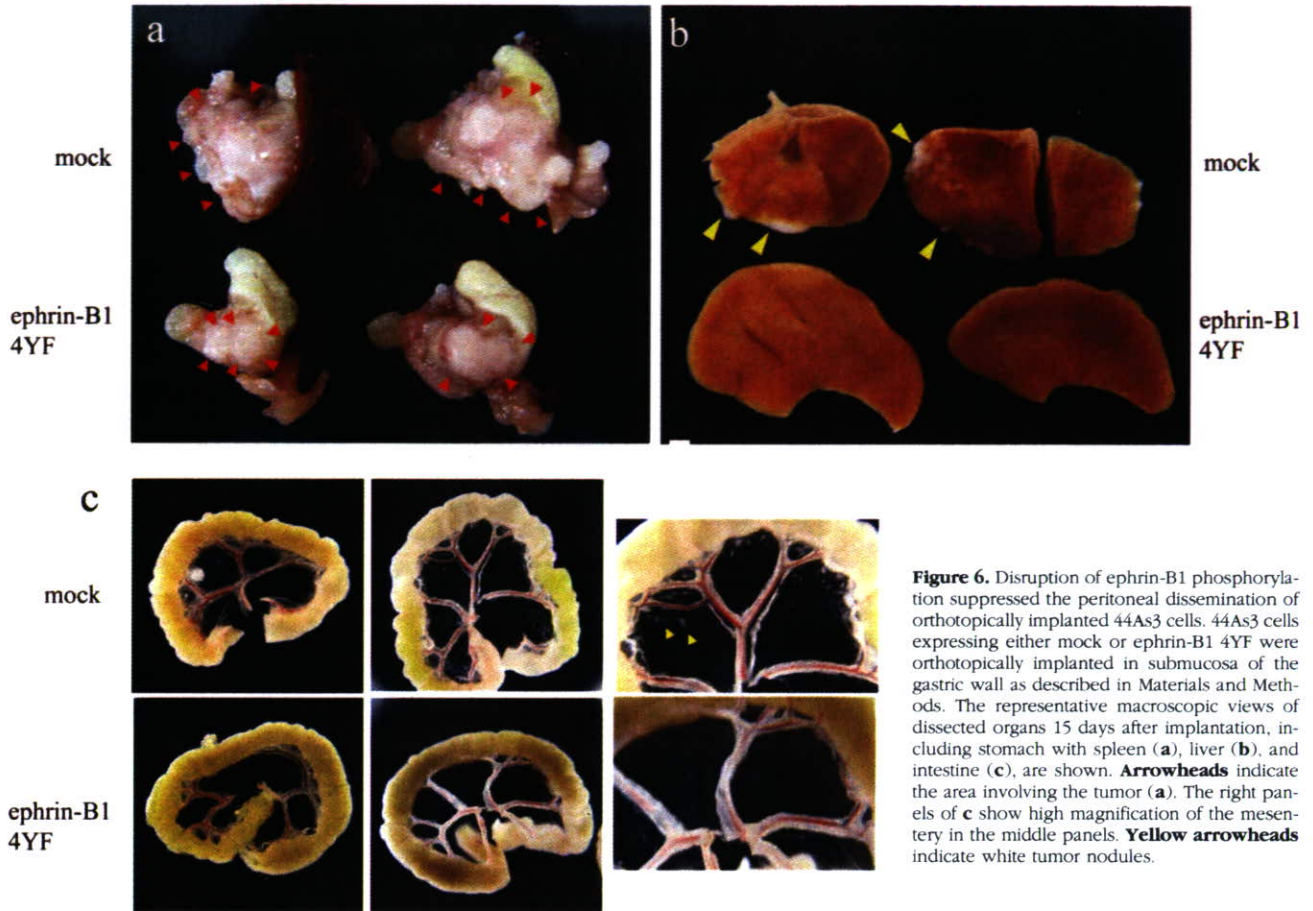 a
b
mock
mock
ephrin-B1
4YF
ephrin-B1
4YF
c
mock
ephrin-B1
4YF
Figure 6. Disruption of ephrin-B1 phosphoryla-
tion suppressed the peritoneal dissemination of
orthotopically implanted 44As3 cells. 44As3 cells
expressing either mock or ephrin-B1 4YF were
orthotopically implanted in submucosa of the
gastric wall as described in Materials and Meth-
ods. The representative macroscopic views of
dissected organs 15 days after implantation, in-
cluding stomach with spleen (a), liver (b), and
intestine (c), are shown. Arrowheads indicate
the area involving the tumor (a). The right pan-
els of c show high magnification of the mesen-
tery in the middle panels. Yellow arrowheads
indicate white tumor nodules.